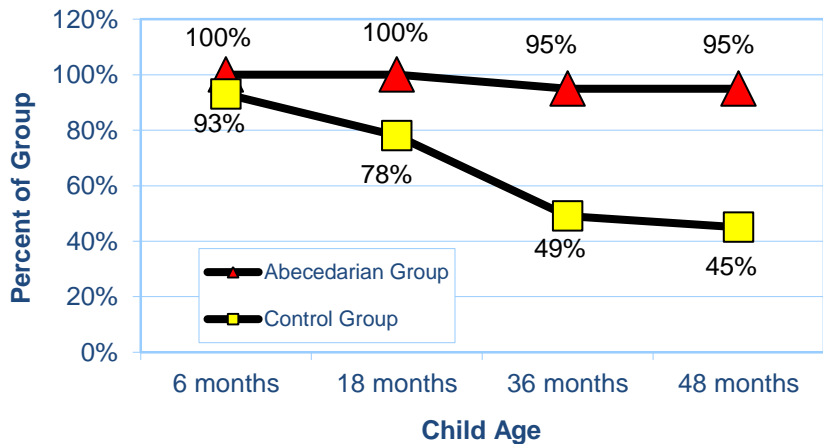 120%
100%
80%
60%
40%
20%
0%
Percent of Group
100%
100%
95%
95%
93%
78%
49%
45%
Abecedarian Group
Control Group
6 months
18 months
36 months
48 months
Child Age